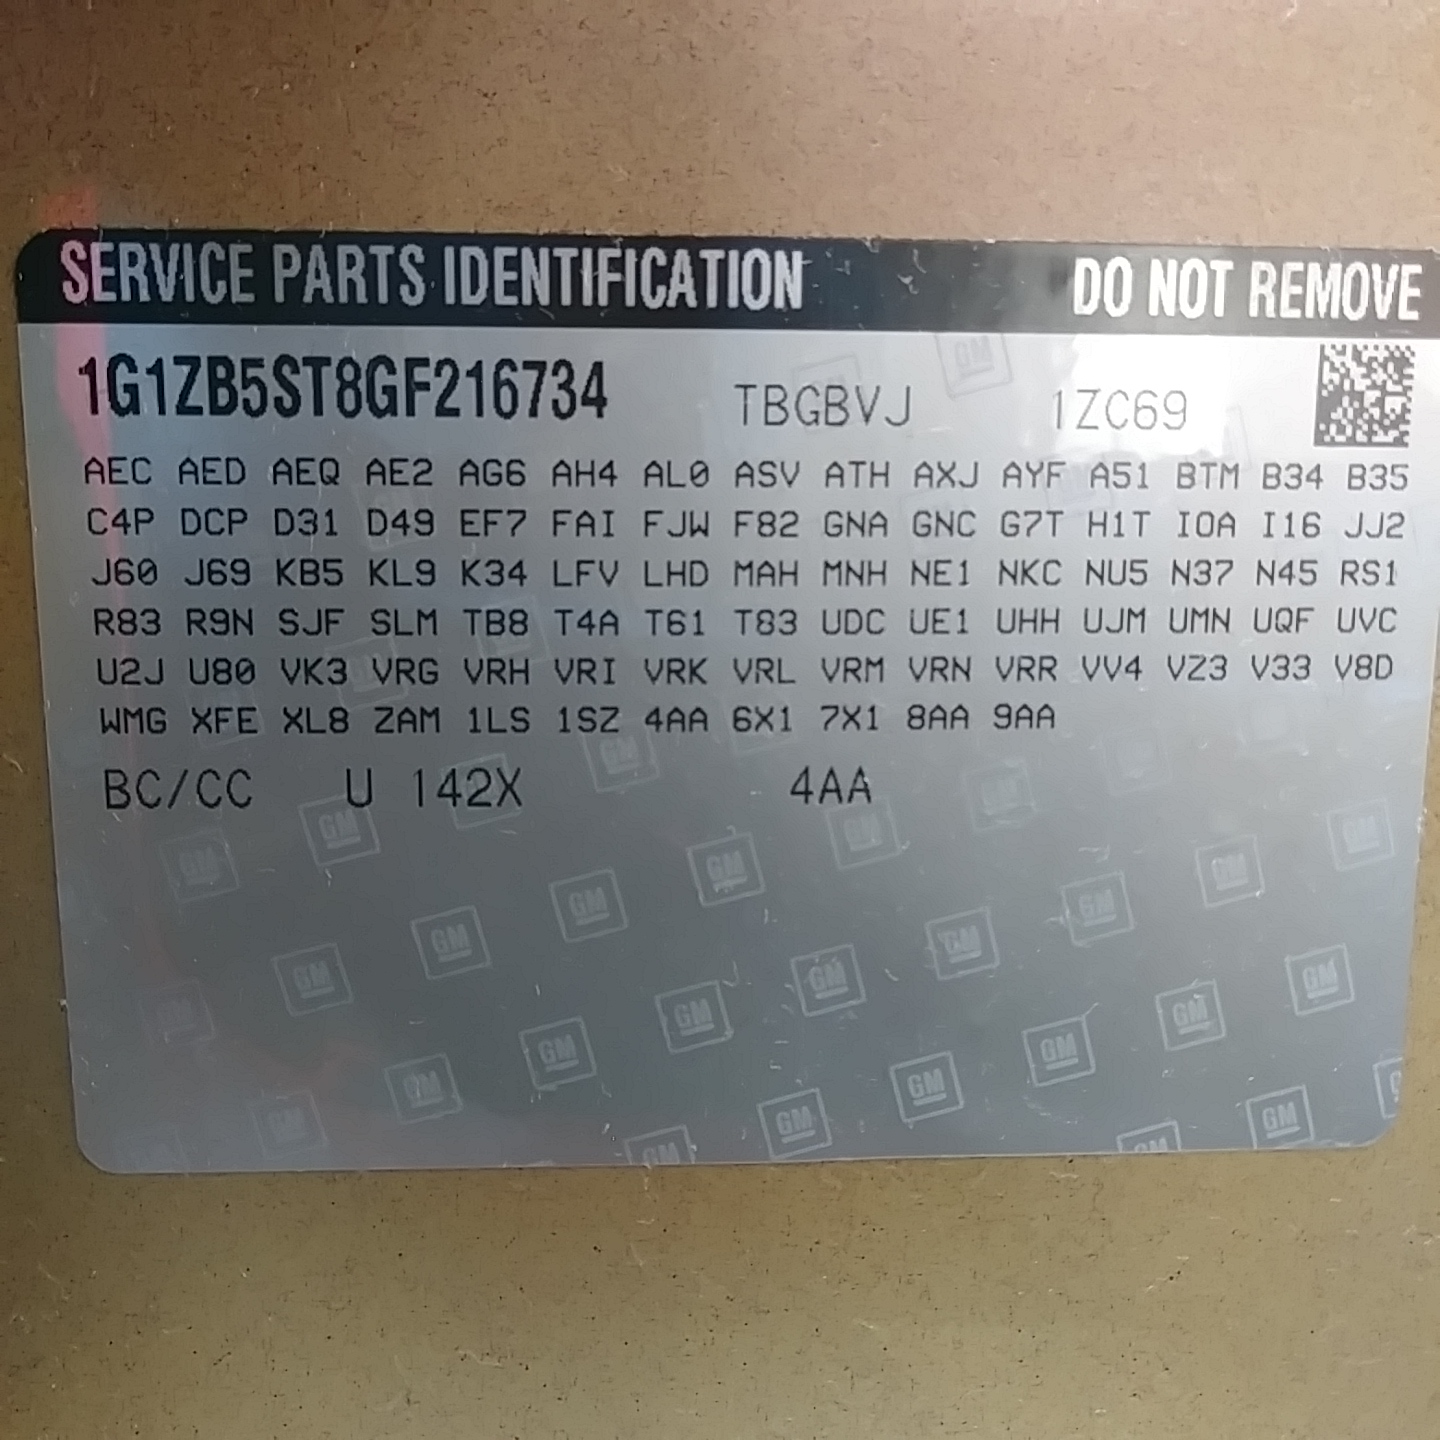 SERVICE PARTS IDENTIFICATION DO NOT REMOVE
1G1ZB5ST8GF216734 TBGBVJ 1ZC69
AEC AED AEQ AE2 AG6 AH4 AL0 ASV ATH AXJ AYF A51 BTM B34 B35
C4P DCP D31 D49 EF7 FAI FJW F82 GNA GNC G7T H1T IOA I16 JJ2
J60 J69 KB5 KL9 K34 LFV LHD MAH MNH NE1 NKC NU5 N37 N45 RS1
R83 R9N SJF SLM TB8 T4A T61 T83 UDC UE1 UHH UJM UMN UQF UVC
U2J U80 VK3 VRG VRH VRI VRK VRL VRM VRN VRR VV4 VZ3 V33 V8D
WMG XFE XL8 ZAM 1LS 1SZ 4AA 6X1 7X1 8AA 9AA
BC/CC U 142X 4AA